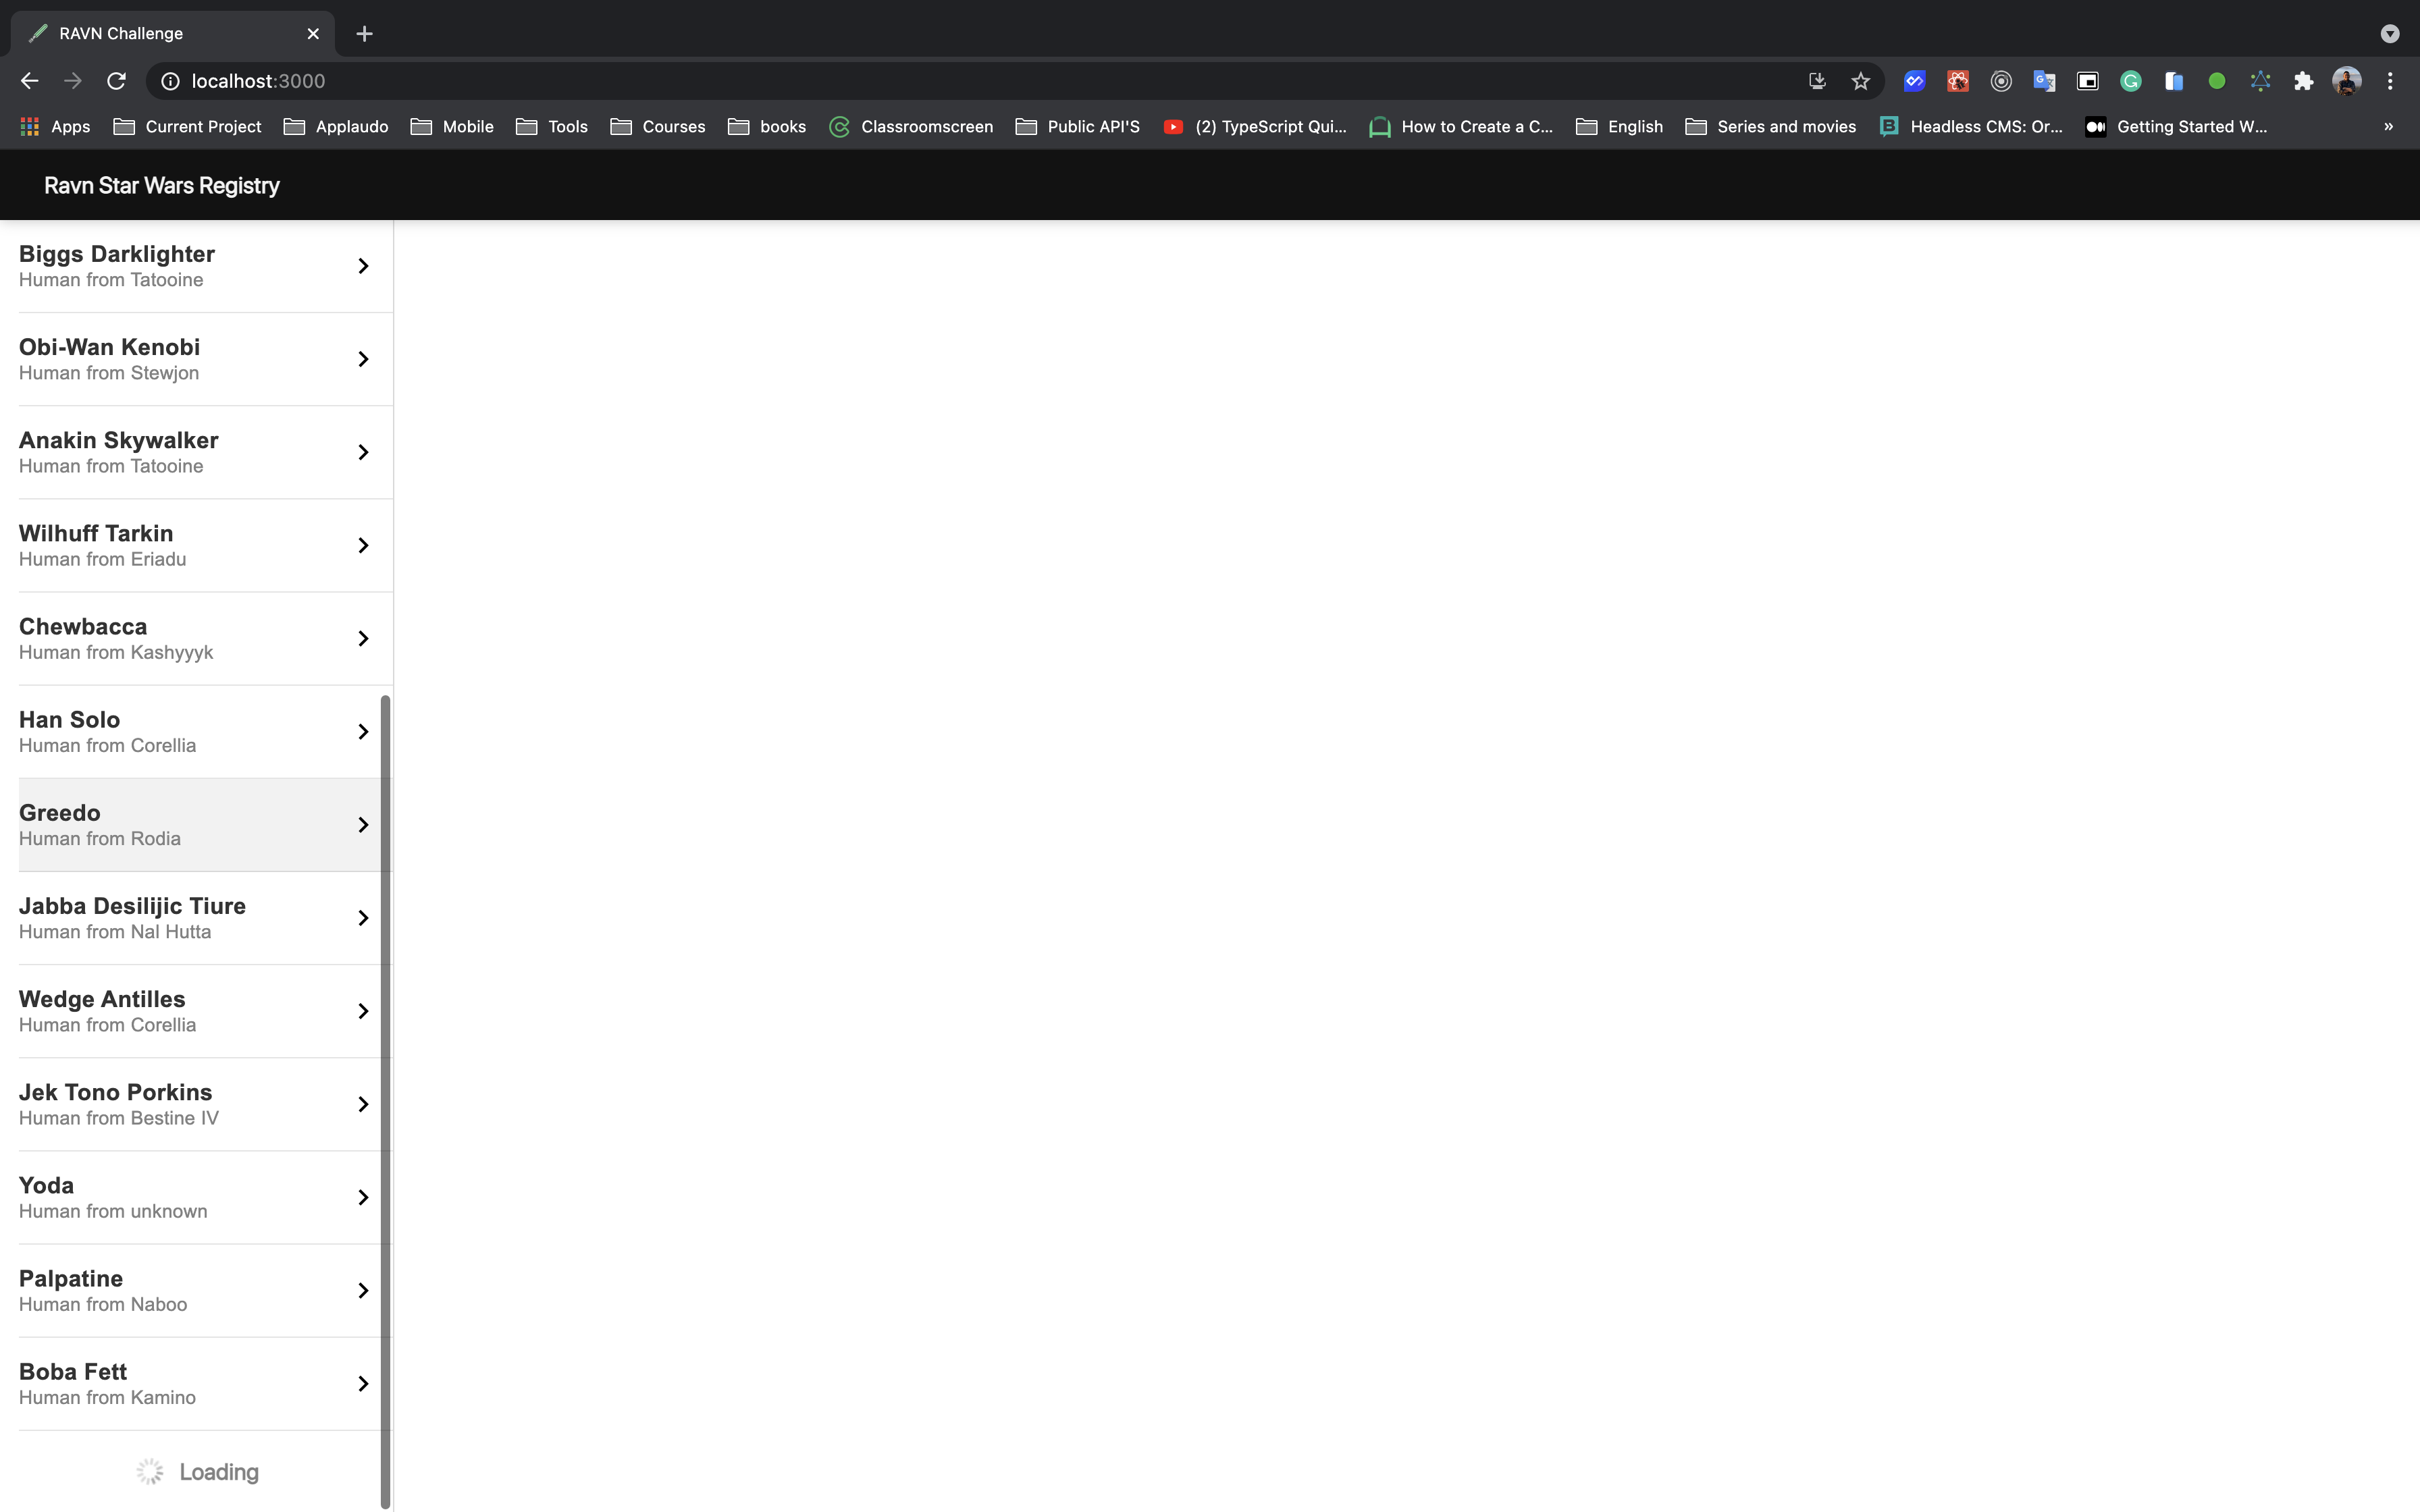 RAVN Challenge
localhost:3000
Apps Current Project Applaudo Mobile Tools Courses books Classroomscreen Public API'S (2) TypeScript Qui... How to Create a C... English Series and movies Headless CMS: Or... Getting Started W... »
Ravn Star Wars Registry
Biggs Darklighter
Human from Tatooine
Obi-Wan Kenobi
Human from Stewjon
Anakin Skywalker
Human from Tatooine
Wilhuff Tarkin
Human from Eriadu
Chewbacca
Human from Kashyyyk
Han Solo
Human from Corellia
Greedo
Human from Rodia
Jabba Desilijic Tiure
Human from Nal Hutta
Wedge Antilles
Human from Corellia
Jek Tono Porkins
Human from Bestine IV
Yoda
Human from unknown
Palpatine
Human from Naboo
Boba Fett
Human from Kamino
Loading